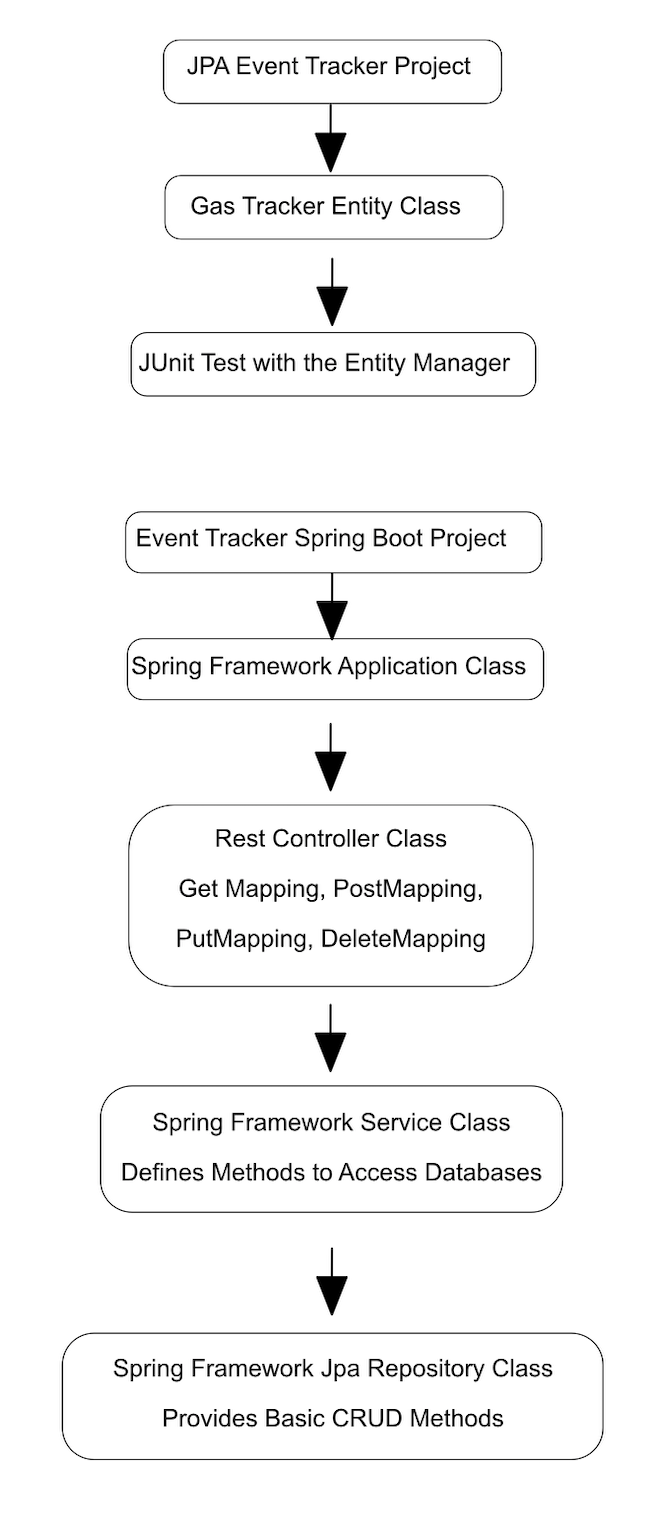 JPA Event Tracker Project
Gas Tracker Entity Class
JUnit Test with the Entity Manager
Event Tracker Spring Boot Project
Spring Framework Application Class
Rest Controller Class
Get Mapping, PostMapping,
PutMapping, DeleteMapping
Spring Framework Service Class
Defines Methods to Access Databases
Spring Framework Jpa Repository Class
Provides Basic CRUD Methods